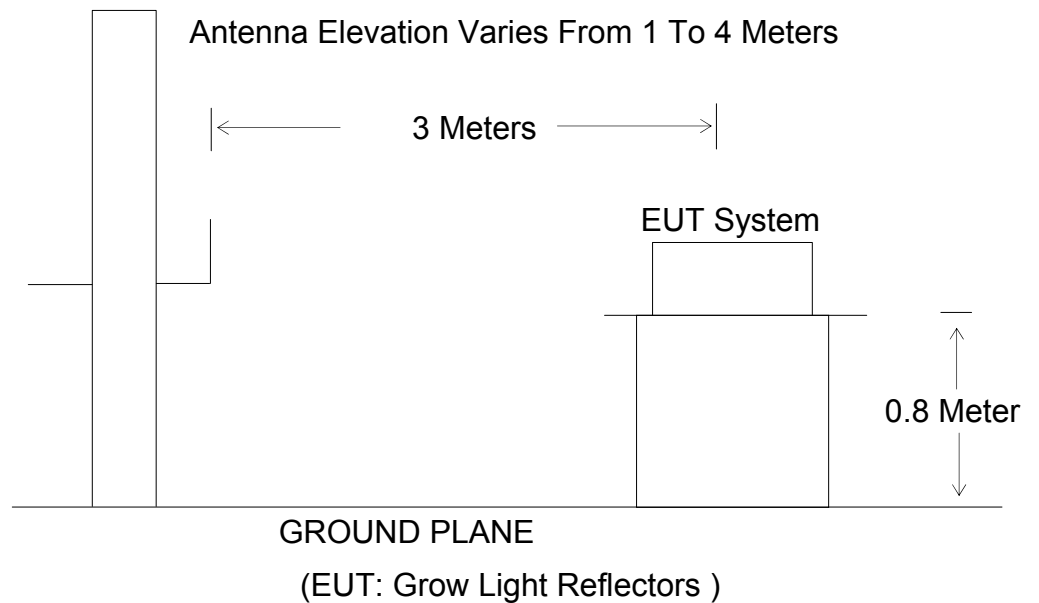 Antenna Elevation Varies From 1 To 4 Meters
3 Meters
EUT System
0.8 Meter
GROUND PLANE
(EUT: Grow Light Reflectors )